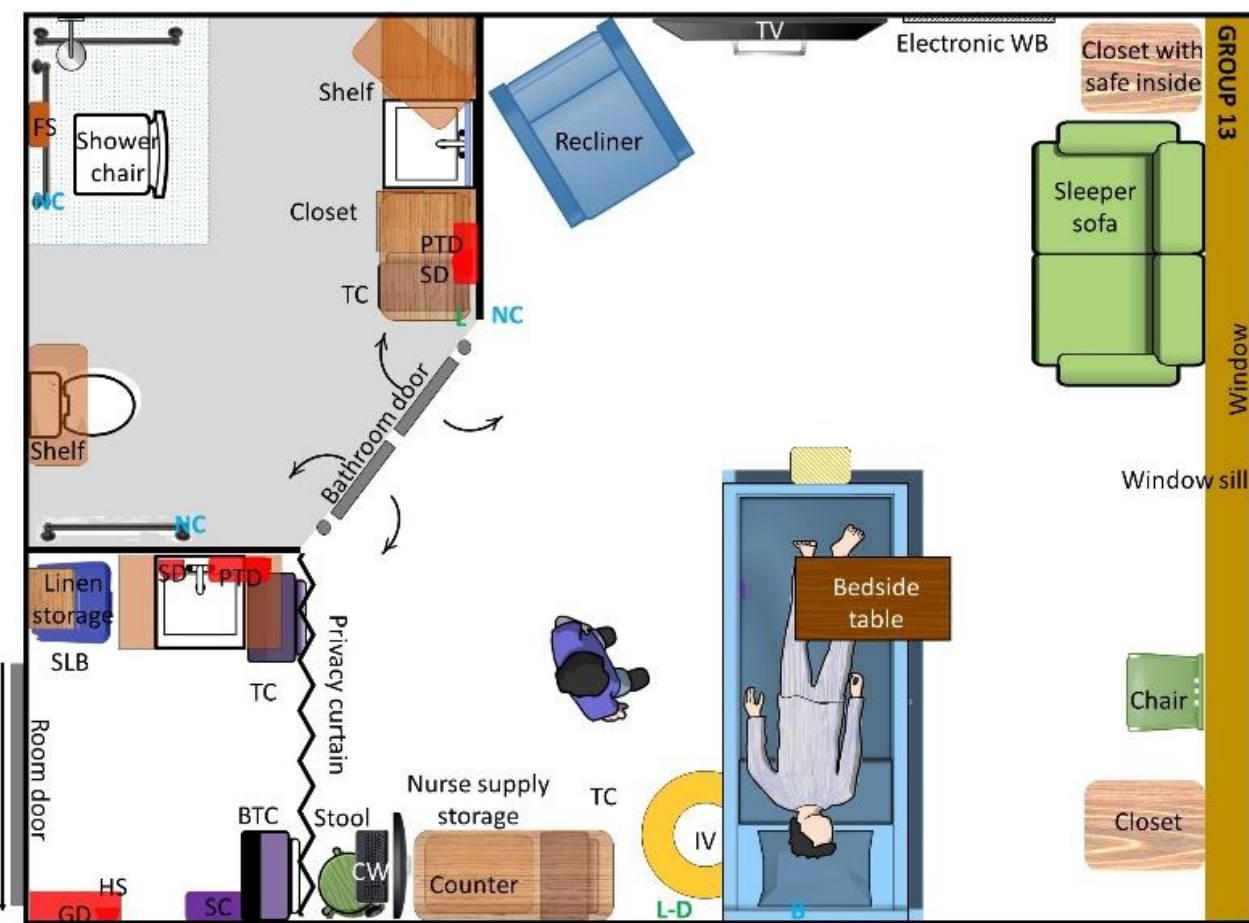 TV
Electronic WB
Closet with
safe inside
GROUP 13
Shelf
FS
Shower
chair
Recliner
NC
Sleeper
sofa
Closet
PTD
SD
TC
L
NC
Window
Bathroom door
Shelf
Window sill
NC
SD
PTD
Linen
storage
Bedside
table
SLB
Privacy curtain
TC
Chair
Room door
Nurse supply
storage
TC
BTC
Stool
Closet
IV
CW
Counter
HS
GD
SC
L-D
B